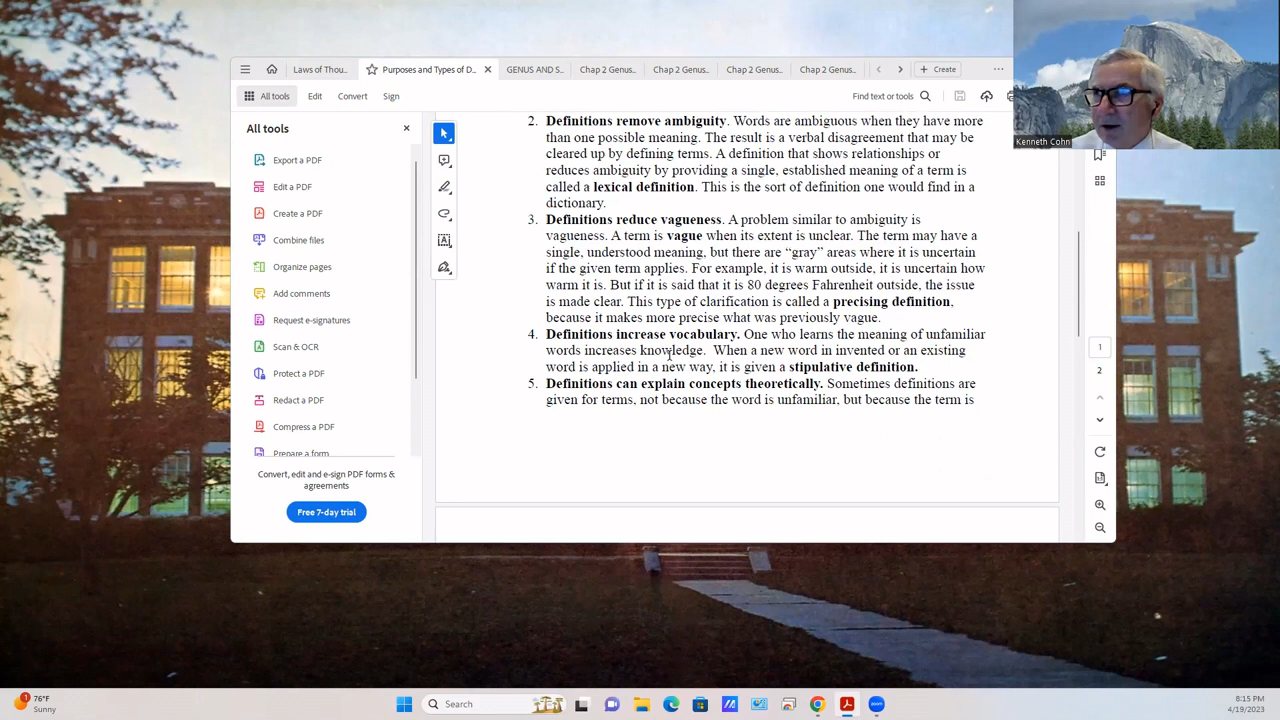 Laws of Thou...
Purposes and Types of D...
GENUS AND S...
Chap 2 Genus...
Chap 2 Genus...
Chap 2 Genus...
Chap 2 Genus...
Create
All tools
Edit
Convert
Sign
Find text or tools
All tools
Export a PDF
Edit a PDF
Create a PDF
Combine files
Organize pages
Add comments
Request e-signatures
Scan & OCR
Protect a PDF
Redact a PDF
Compress a PDF
Prepare a form
Convert, edit and e-sign PDF forms &
agreements
Free 7-day trial
2. Definitions remove ambiguity. Words are ambiguous when they have more
than one possible meaning. The result is a verbal disagreement that may be
cleared up by defining terms. A definition that shows relationships or
reduces ambiguity by providing a single, established meaning of a term is
called a lexical definition. This is the sort of definition one would find in a
dictionary.
3. Definitions reduce vagueness. A problem similar to ambiguity is
vagueness. A term is vague when its extent is unclear. The term may have a
single, understood meaning, but there are “gray” areas where it is uncertain
if the given term applies. For example, it is warm outside, it is uncertain how
warm it is. But if it is said that it is 80 degrees Fahrenheit outside, the issue
is made clear. This type of clarification is called a precising definition,
because it makes more precise what was previously vague.
4. Definitions increase vocabulary. One who learns the meaning of unfamiliar
words increases knowledge. When a new word in invented or an existing
word is applied in a new way, it is given a stipulative definition.
5. Definitions can explain concepts theoretically. Sometimes definitions are
given for terms, not because the word is unfamiliar, but because the term is
1
2
Kenneth Cohn
1
76°F
Sunny
Search
8:15 PM
4/19/2023